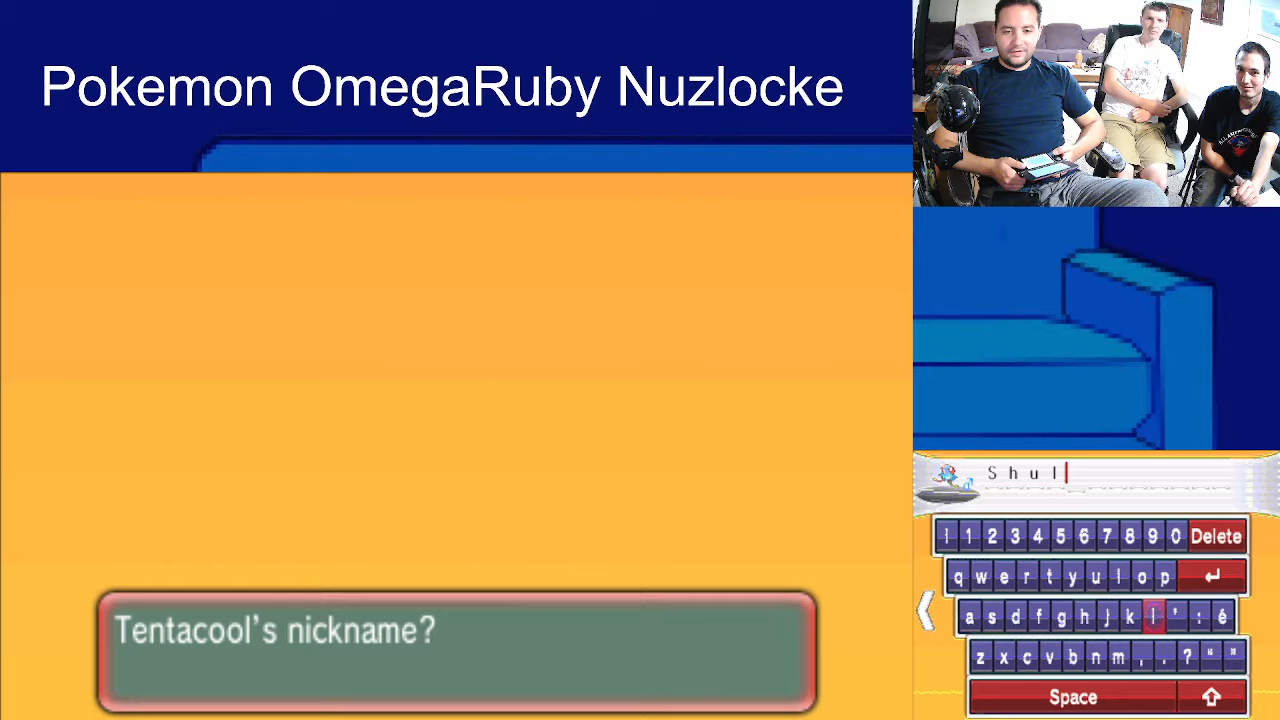 Pokemon OmegaRuby Nuzlocke
Shul
1 2 3 4 5 6 7 8 9 0 Delete
q w e r t y u i o p
a s d f g h j k l ' : é
z x c v b n m , . ? “ ”
Space
Tentacool's nickname?